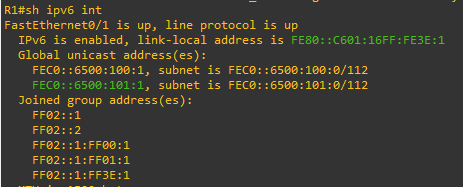 R1#sh ipv6 int
FastEthernet0/1 is up, line protocol is up
IPv6 is enabled, link-local address is FE80::C601:16FF:FE3E:1
Global unicast address(es):
FEC0::6500:100:1, subnet is FEC0::6500:100:0/112
FEC0::6500:101:1, subnet is FEC0::6500:101:0/112
Joined group address(es):
FF02::1
FF02::2
FF02::1:FF00:1
FF02::1:FF01:1
FF02::1:FF3E:1